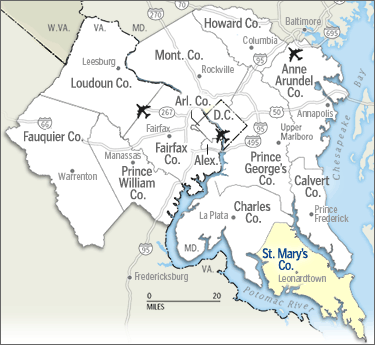 Howard Co.
Baltimore
W.VA.
VA.
MD.
270
70
695
Columbia
Mont. Co.
Leesburg
Rockville
95
Anne
Arundel
Co.
Loudoun Co.
Arl. Co.
D.C.
267
50
Annapolis
66
Fauquier Co.
Fairfax
Fairfax
Co.
Alex.
495
Upper
Marlboro
Chesapeake Bay
Manassas
Warrenton
Prince
William
Co.
Prince
George's
Co.
Calvert
Co.
Charles
Co.
La Plata
Prince
Frederick
MD.
VA.
95
St. Mary's
Co.
Leonardtown
Fredericksburg
Potomac River
0 20
MILES